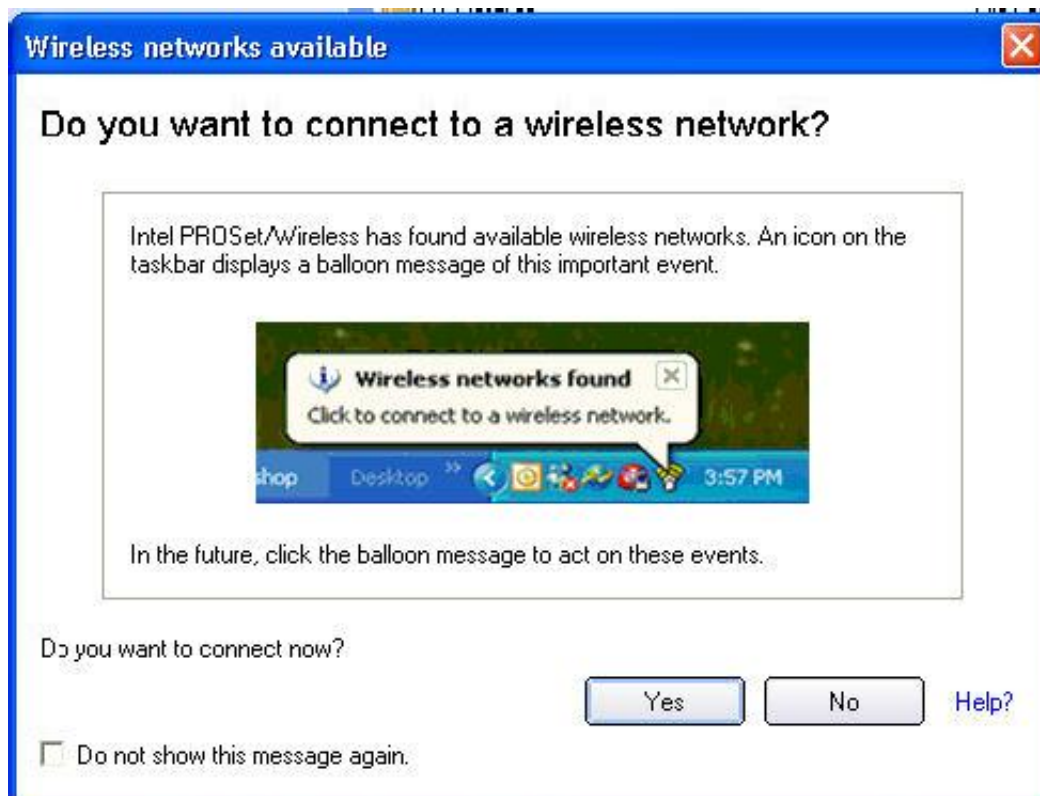 Wireless networks available
Do you want to connect to a wireless network?
Intel PROSet/Wireless has found available wireless networks. An icon on the
taskbar displays a balloon message of this important event.
Wireless networks found
Click to connect to a wireless network.
shop Desktop » 3:57 PM
In the future, click the balloon message to act on these events.
Do you want to connect now?
Yes No Help?
Do not show this message again.